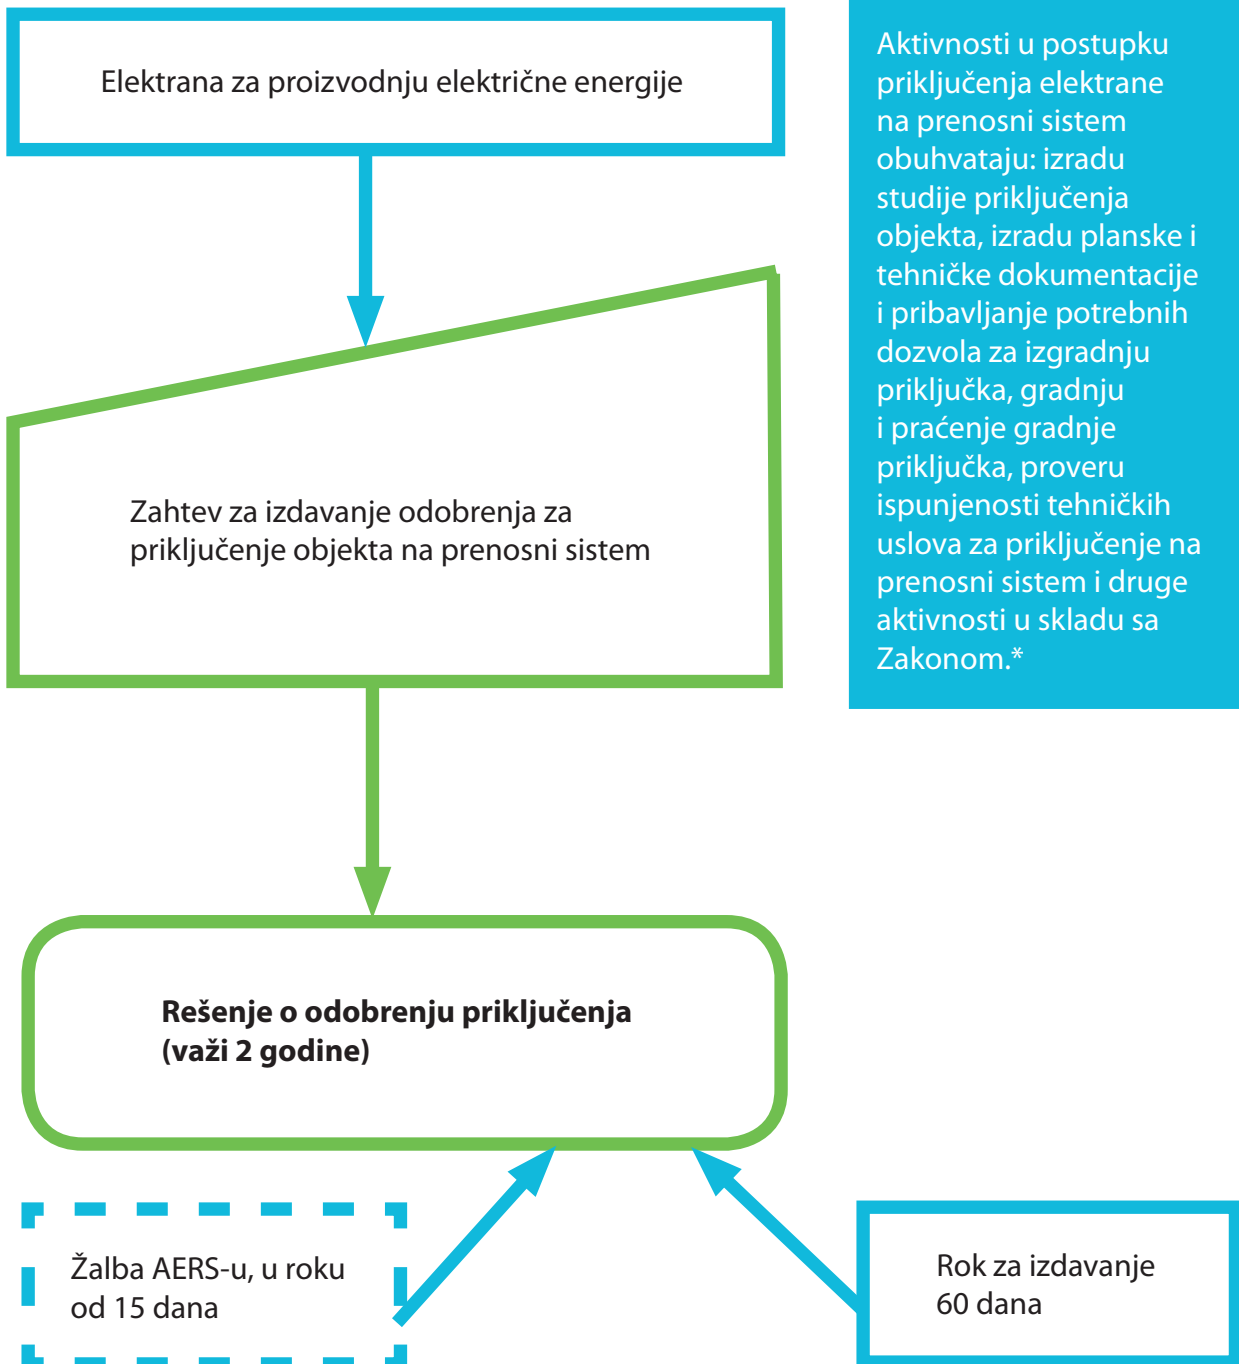 Elektrana za proizvodnju električne energije
Aktivnosti u postupku
priključenja elektrane
na prenosni sistem
obuhvataju: izradu
studije priključenja
objekta, izradu planske i
tehničke dokumentacije
i pribavljanje potrebnih
dozvola za izgradnju
priključka, gradnju
i praćenje gradnje
priključka, proveru
ispunjenosti tehničkih
uslova za priključenje na
prenosni sistem i druge
aktivnosti u skladu sa
Zakonom.*
Zahtev za izdavanje odobrenja za
priključenje objekta na prenosni sistem
Rešenje o odobrenju priključenja
(važi 2 godine)
Žalba AERS-u, u roku
od 15 dana
Rok za izdavanje
60 dana